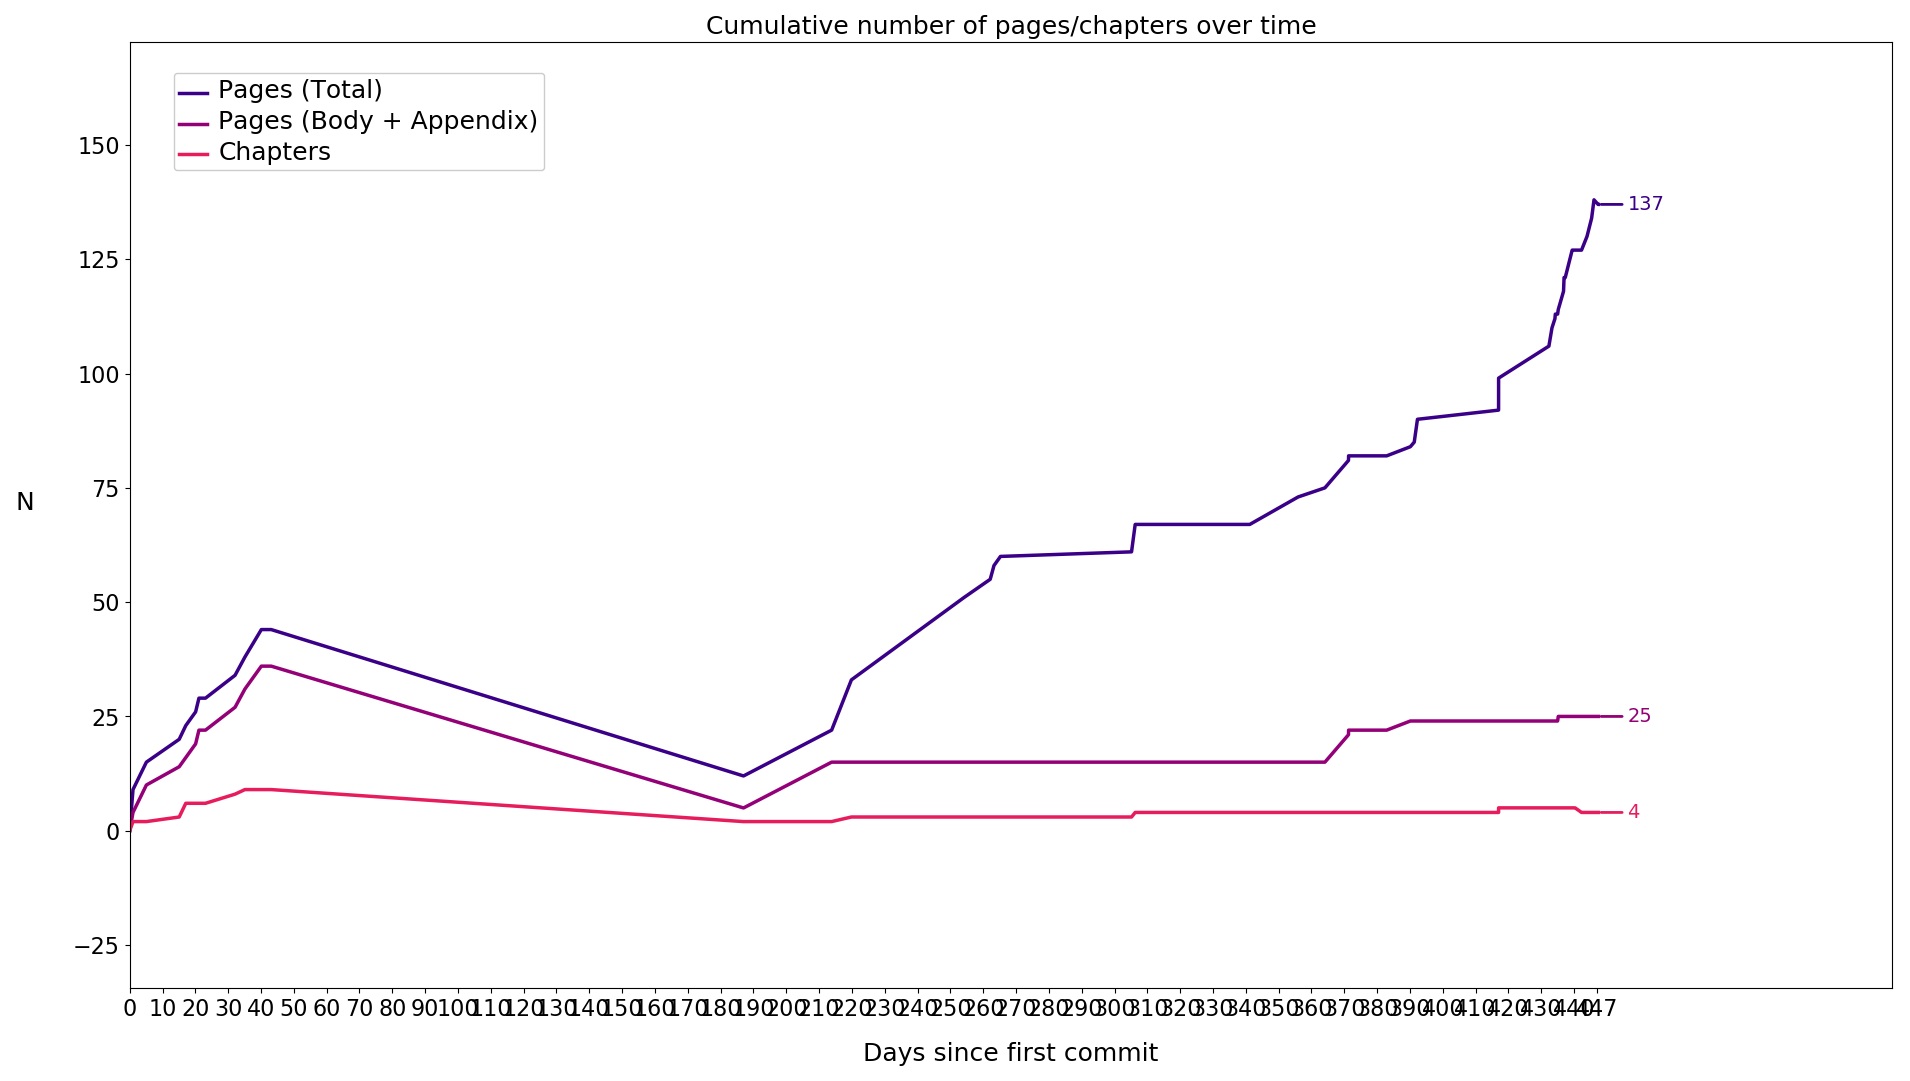 Cumulative number of pages/chapters over time
Pages (Total)
Pages (Body + Appendix)
Chapters
150
125
100
75
50
25
0
−25
N
137
25
4
0 10 20 30 40 50 60 70 80 90 100 110 120 130 140 150 160 170 180 190 200 210 220 230 240 250 260 270 280 290 300 310 320 330 340 350 360 370 380 390 400 410 420 430 440 447
Days since first commit